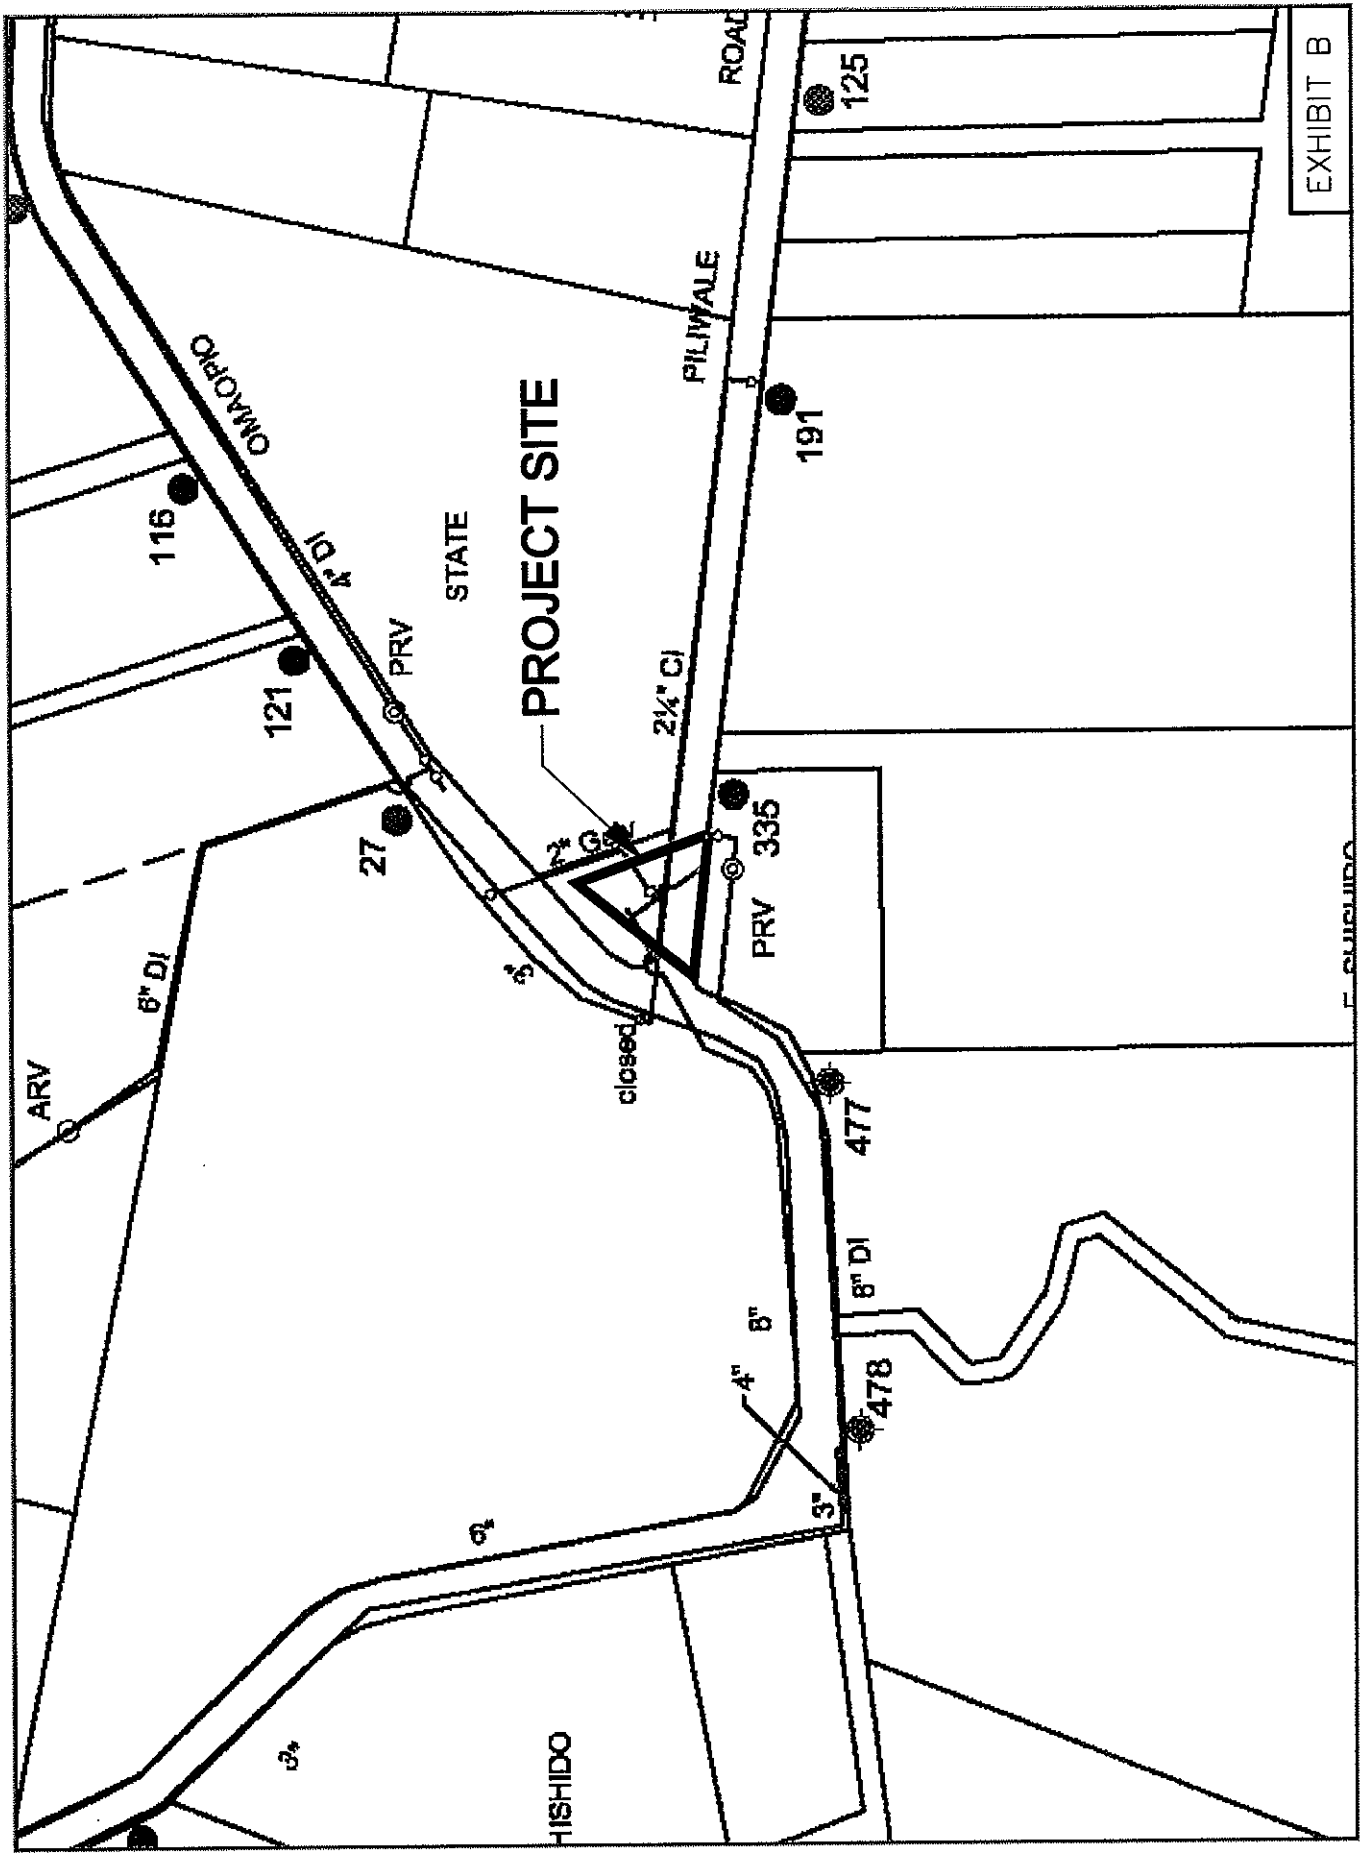 ARV
6" DI
27
121
116
OMAOPIO
4" DI
PRV
STATE
PROJECT SITE
PILIWALE
ROAD
125
191
2¼" CI
335
PRV
3"
closed
477
8" DI
8"
4"
478
3"
HISHIDO
EXHIBIT B